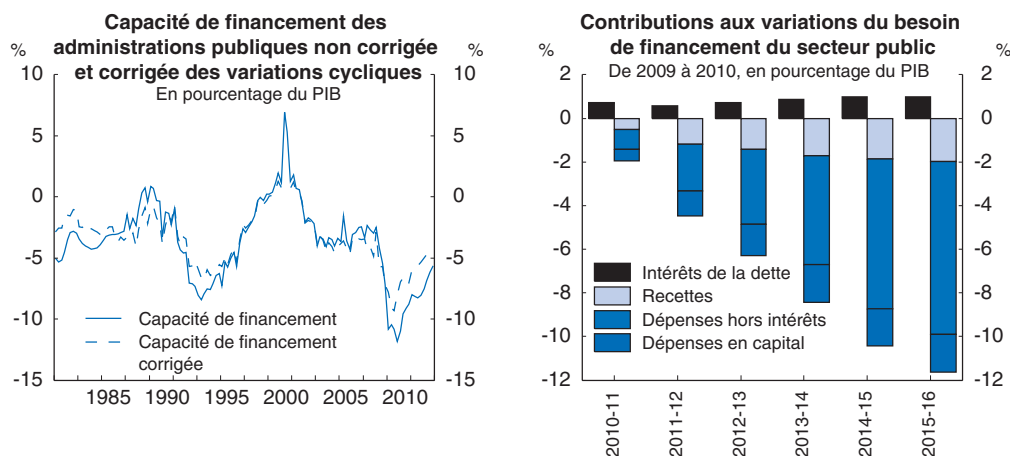 Capacité de financement des
administrations publiques non corrigée
et corrigée des variations cycliques
En pourcentage du PIB
% %
10 10
5 5
0 0
-5 -5
-10 -10
-15 -15
Capacité de financement
Capacité de financement
corrigée
1985 1990 1995 2000 2005 2010
Contributions aux variations du besoin
de financement du secteur public
De 2009 à 2010, en pourcentage du PIB
% %
2 2
0 0
-2 -2
-4 -4
-6 -6
-8 -8
-10 -10
-12 -12
Intérêts de la dette
Recettes
Dépenses hors intérêts
Dépenses en capital
2010-11
2011-12
2012-13
2013-14
2014-15
2015-16